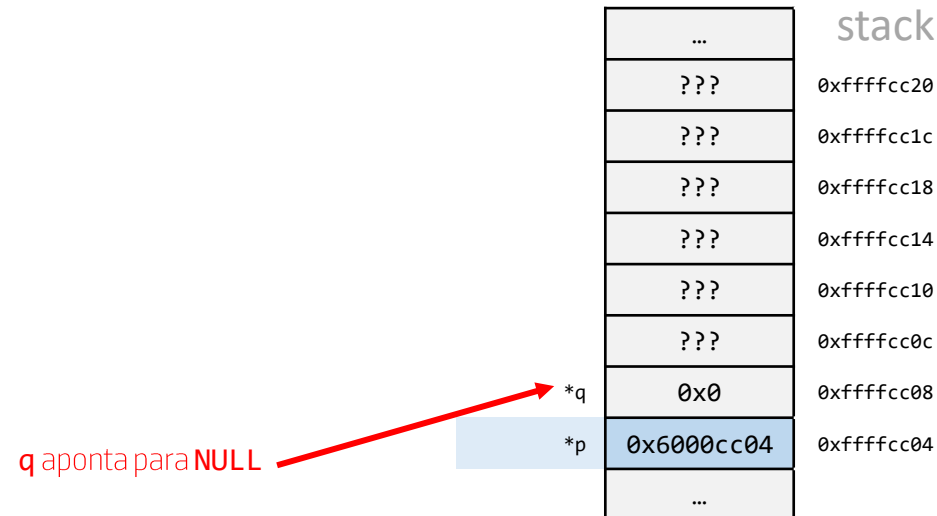 stack
…
??? 0xffffcc20
??? 0xffffcc1c
??? 0xffffcc18
??? 0xffffcc14
??? 0xffffcc10
??? 0xffffcc0c
*q 0x0 0xffffcc08
*p 0x6000cc04 0xffffcc04
q aponta para NULL
…